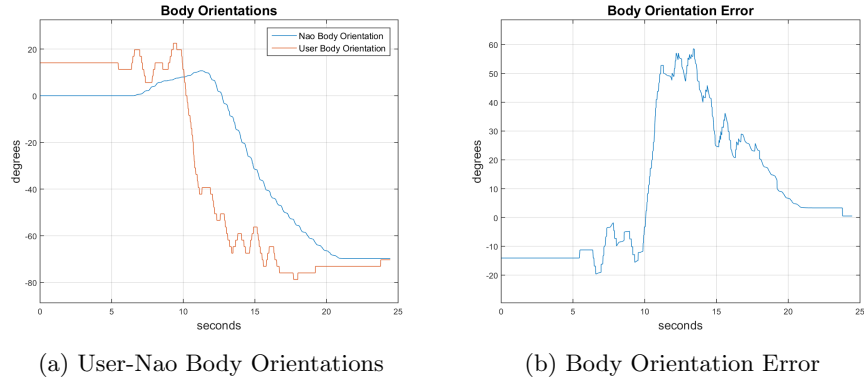 Body Orientations
Nao Body Orientation
User Body Orientation
degrees
20
0
-20
-40
-60
-80
0 5 10 15 20 25
seconds
(a) User-Nao Body Orientations
Body Orientation Error
degrees
60
50
40
30
20
10
0
-10
-20
0 5 10 15 20 25
seconds
(b) Body Orientation Error